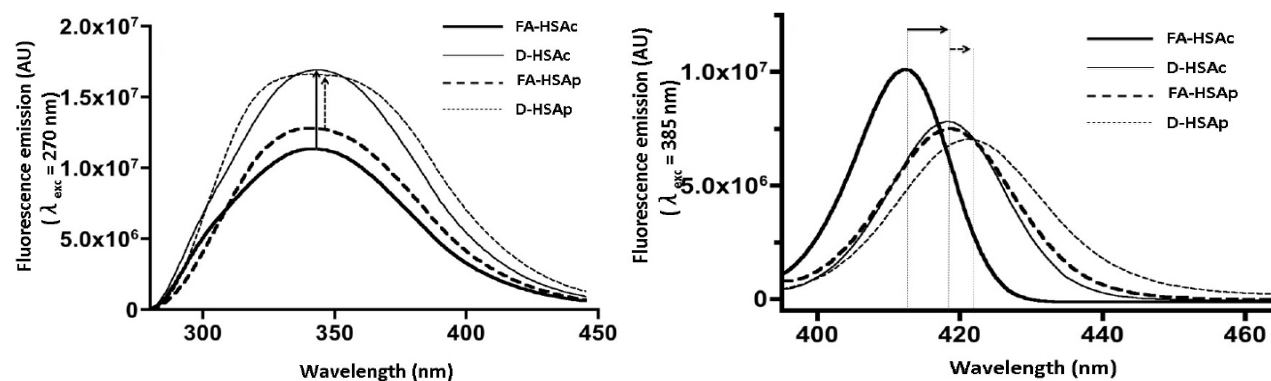 Fluorescence emission (AU)
( λ exc = 270 nm)
2.0x10⁷
1.5x10⁷
1.0x10⁷
5.0x10⁶
0
300
350
400
450
Wavelength (nm)
FA-HSAc
D-HSAc
FA-HSAp
D-HSAp
Fluorescence emission (AU)
( λ exc = 385 nm)
1.0x10⁷
5.0x10⁶
0
400
420
440
460
Wavelength (nm)
FA-HSAc
D-HSAc
FA-HSAp
D-HSAp